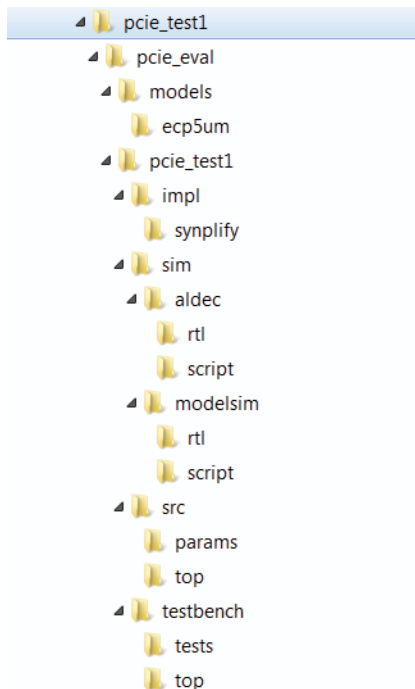 pcie_test1
pcie_eval
models
ecp5um
pcie_test1
impl
synplify
sim
aldec
rtl
script
modelsim
rtl
script
src
params
top
testbench
tests
top